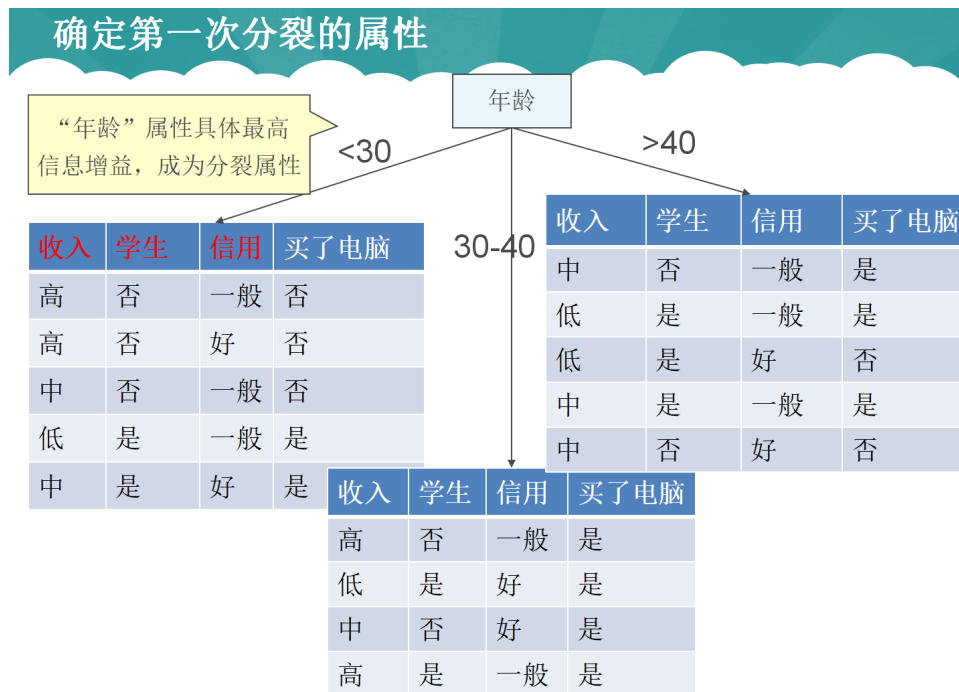 确定第一次分裂的属性
年龄
“年龄”属性具体最高
信息增益，成为分裂属性
<30
30-40
>40
收入 学生 信用 买了电脑
高 否 一般 否
高 否 好 否
中 否 一般 否
低 是 一般 是
中 是 好 是
收入 学生 信用 买了电脑
高 否 一般 是
低 是 好 是
中 否 好 是
高 是 一般 是
收入 学生 信用 买了电脑
中 否 一般 是
低 是 一般 是
低 是 好 否
中 是 一般 是
中 否 好 否